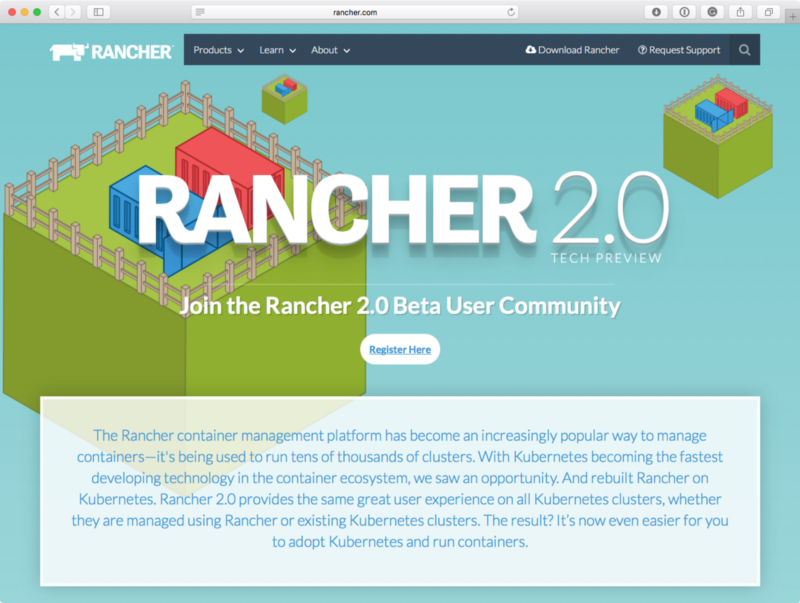 rancher.com
RANCHER
Products Learn About Download Rancher Request Support
RANCHER 2.0
TECH PREVIEW
Join the Rancher 2.0 Beta User Community
Register Here
The Rancher container management platform has become an increasingly popular way to manage
containers—it's being used to run tens of thousands of clusters. With Kubernetes becoming the fastest
developing technology in the container ecosystem, we saw an opportunity. And rebuilt Rancher on
Kubernetes. Rancher 2.0 provides the same great user experience on all Kubernetes clusters, whether
they are managed using Rancher or existing Kubernetes clusters. The result? It's now even easier for you
to adopt Kubernetes and run containers.